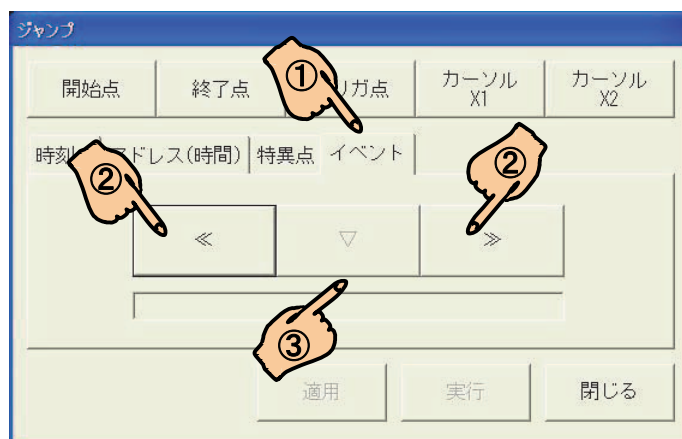 ジャンプ
開始点 終了点 ①リガ点 カーソル カーソル
X1 X2
時刻 ドレス(時間) 特異点 イベント
② ②
≪ ▽ ≫
③
適用 実行 閉じる